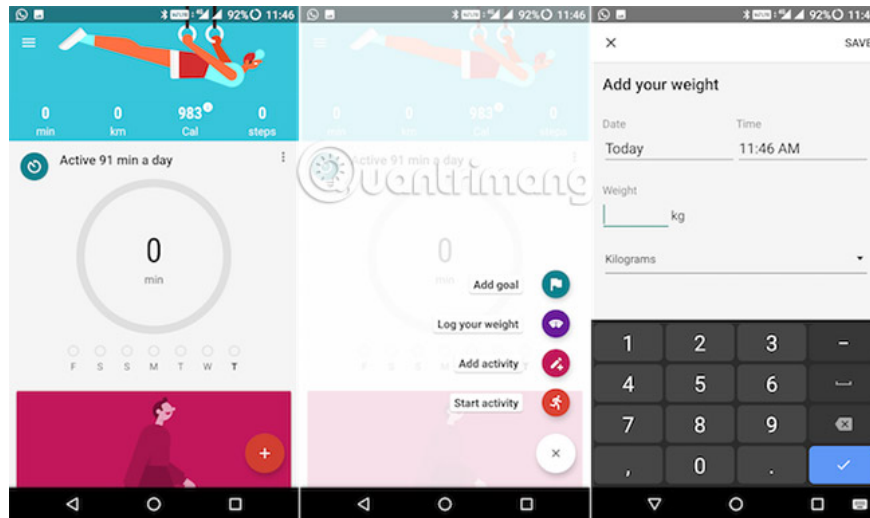 92% 11:46
0 0 983 0
min km Cal steps
Active 91 min a day
0
min
F S S M T W T
92% 11:46
0 0 983 0
min km Cal steps
Active 91 min a day
Quantrimang
0
min
Add goal
Log your weight
F S S M T
Add activity
Start activity
92% 11:4
SAVE
Add your weight
Date Time
Today 11:46 AM
Weight
kg
Kilograms
1 2 3 -
4 5 6
7 8 9
, 0 .